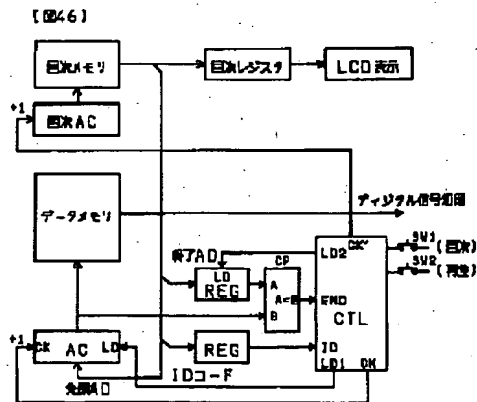 [図46]
目次メモリ
目次レジスタ
LCD表示
+1
目次AC
データメモリ
ディジタル信号処理
CK'
SW1
(目次)
SW2
(再生)
終了AD
LD2
CP
LD
REG
A
A=B
B
END
CTL
+1
CK
AC
LD
REG
ID
IDコード
LD1
CK
先頭AD